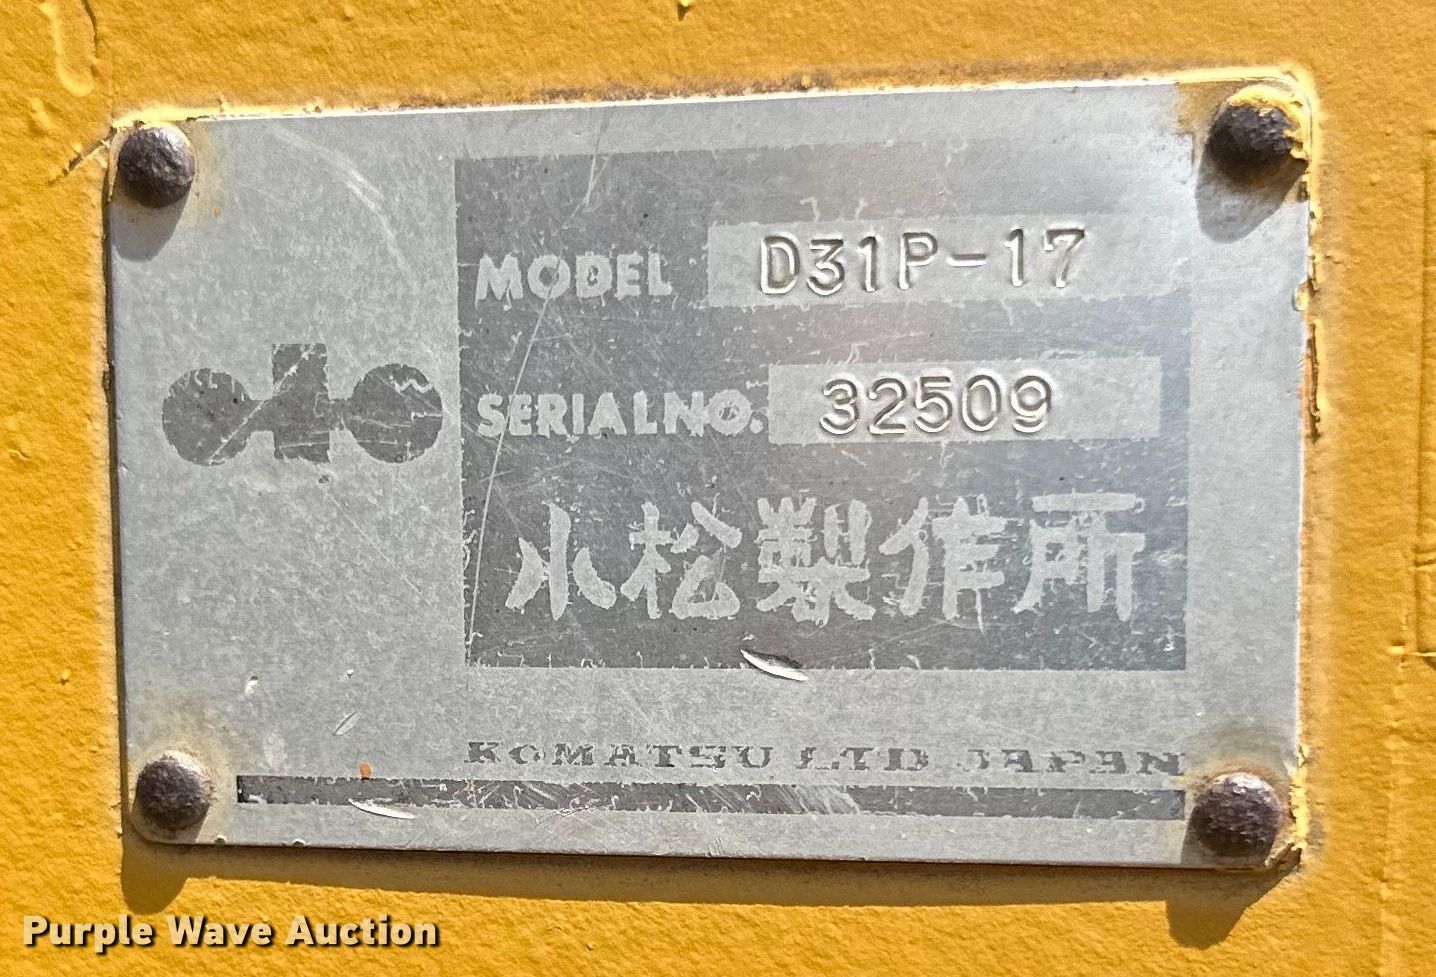 MODEL D31P-17
SERIAL NO. 32509
小松製作所
KOMATSU LTD JAPAN
Purple Wave Auction